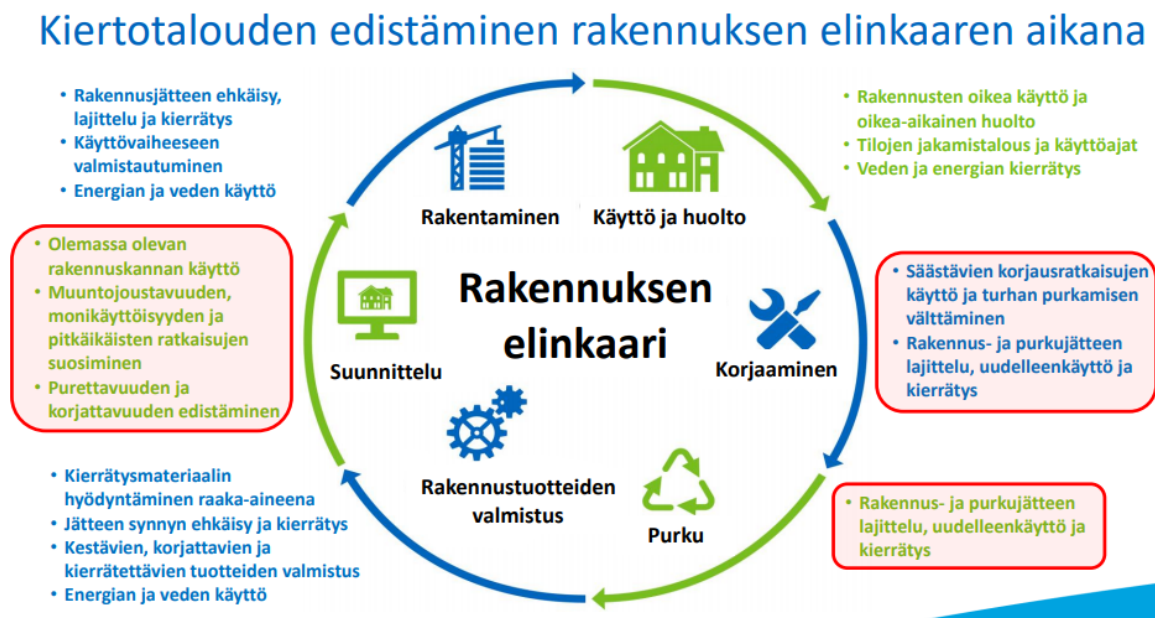 Kiertotalouden edistäminen rakennuksen elinkaaren aikana
• Rakennusjätteen ehkäisy,
lajittelu ja kierrätys
• Käyttövaiheeseen
valmistautuminen
• Energian ja veden käyttö
• Rakennusten oikea käyttö ja
oikea-aikainen huolto
• Tilojen jakamistalous ja käyttöajat
• Veden ja energian kierrätys
Rakentaminen
Käyttö ja huolto
• Olemassa olevan
rakennuskannan käyttö
• Muuntojoustavuuden,
monikäyttöisyyden ja
pitkäikäisten ratkaisujen
suosiminen
• Purettavuuden ja
korjattavuuden edistäminen
Suunnittelu
Rakennuksen
elinkaari
Korjaaminen
• Säästävien korjausratkaisujen
käyttö ja turhan purkamisen
välttäminen
• Rakennus- ja purkujätteen
lajittelu, uudelleenkäyttö ja
kierrätys
• Kierrätysmateriaalin
hyödyntäminen raaka-aineena
• Jätteen synnyn ehkäisy ja kierrätys
• Kestävien, korjattavien ja
kierrätettävien tuotteiden valmistus
• Energian ja veden käyttö
Rakennustuotteiden
valmistus
Purku
• Rakennus- ja purkujätteen
lajittelu, uudelleenkäyttö ja
kierrätys